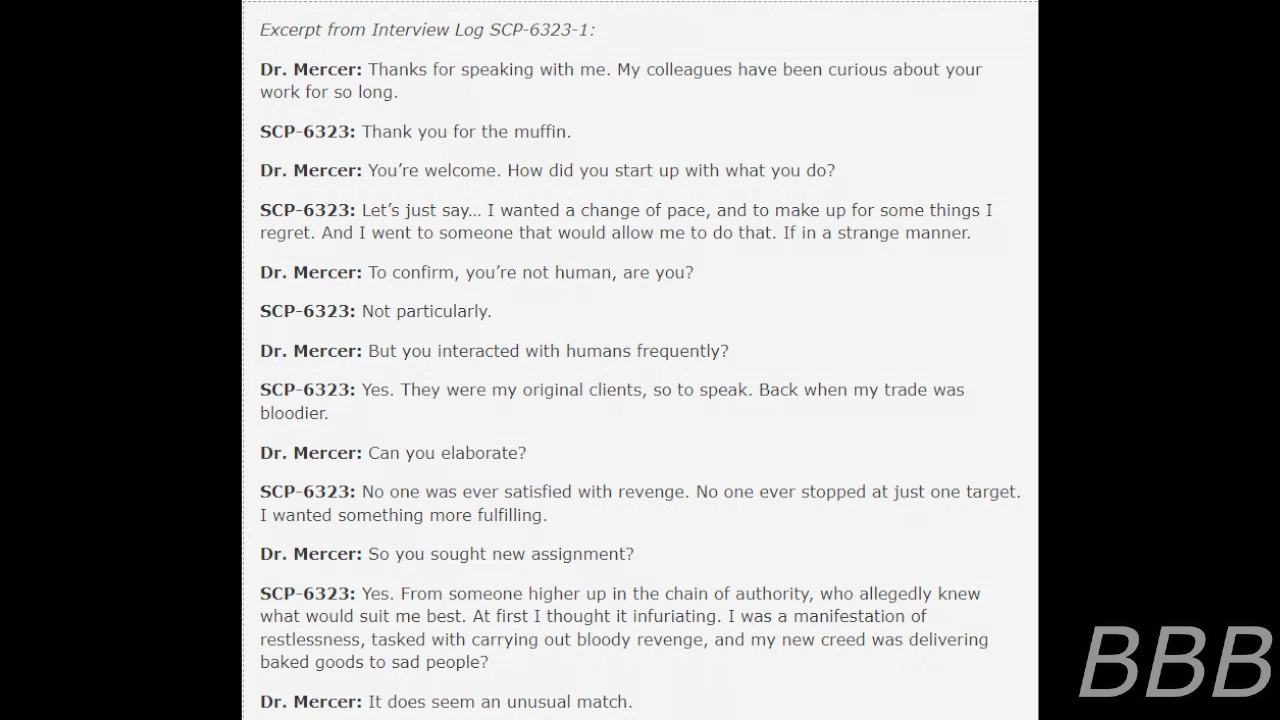 Excerpt from Interview Log SCP-6323-1:
Dr. Mercer: Thanks for speaking with me. My colleagues have been curious about your
work for so long.
SCP-6323: Thank you for the muffin.
Dr. Mercer: You’re welcome. How did you start up with what you do?
SCP-6323: Let’s just say… I wanted a change of pace, and to make up for some things I
regret. And I went to someone that would allow me to do that. If in a strange manner.
Dr. Mercer: To confirm, you’re not human, are you?
SCP-6323: Not particularly.
Dr. Mercer: But you interacted with humans frequently?
SCP-6323: Yes. They were my original clients, so to speak. Back when my trade was
bloodier.
Dr. Mercer: Can you elaborate?
SCP-6323: No one was ever satisfied with revenge. No one ever stopped at just one target.
I wanted something more fulfilling.
Dr. Mercer: So you sought new assignment?
SCP-6323: Yes. From someone higher up in the chain of authority, who allegedly knew
what would suit me best. At first I thought it infuriating. I was a manifestation of
restlessness, tasked with carrying out bloody revenge, and my new creed was delivering
baked goods to sad people?
Dr. Mercer: It does seem an unusual match.
BBB